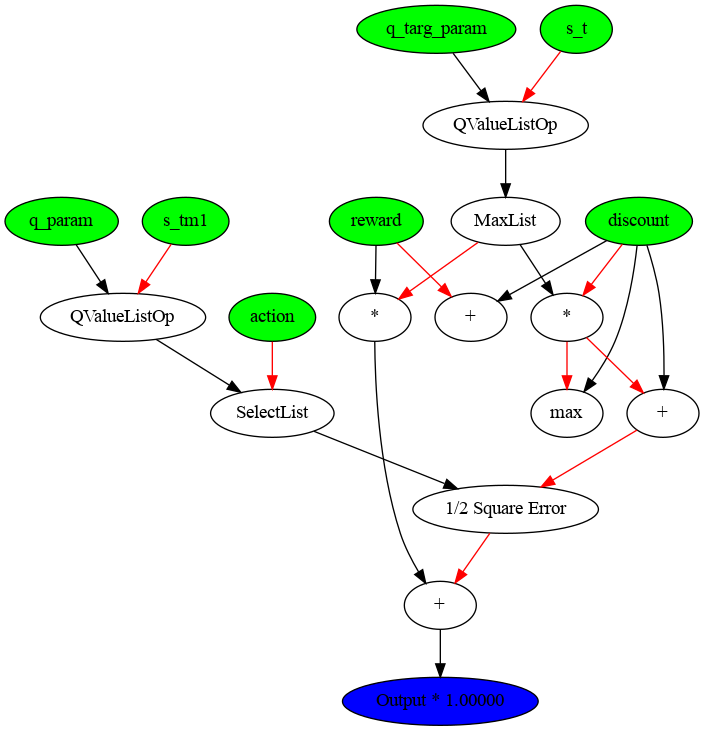 q_targ_param
s_t
QValueListOp
q_param
s_tm1
reward
MaxList
discount
QValueListOp
action
*
+
*
SelectList
max
+
1/2 Square Error
+
Output * 1.00000